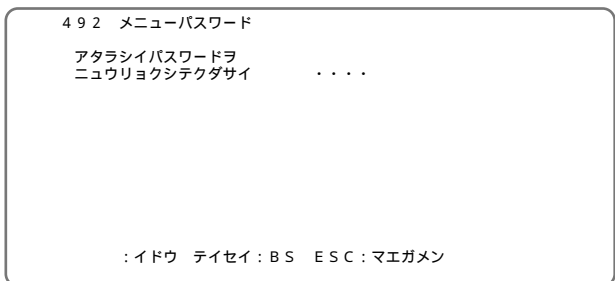 ４９２　メニューパスワード
アタラシイパスワードヲ
ニュウリョクシテクダサイ　　　・・・・
：イドウ　テイセイ：ＢＳ　ＥＳＣ：マエガメン